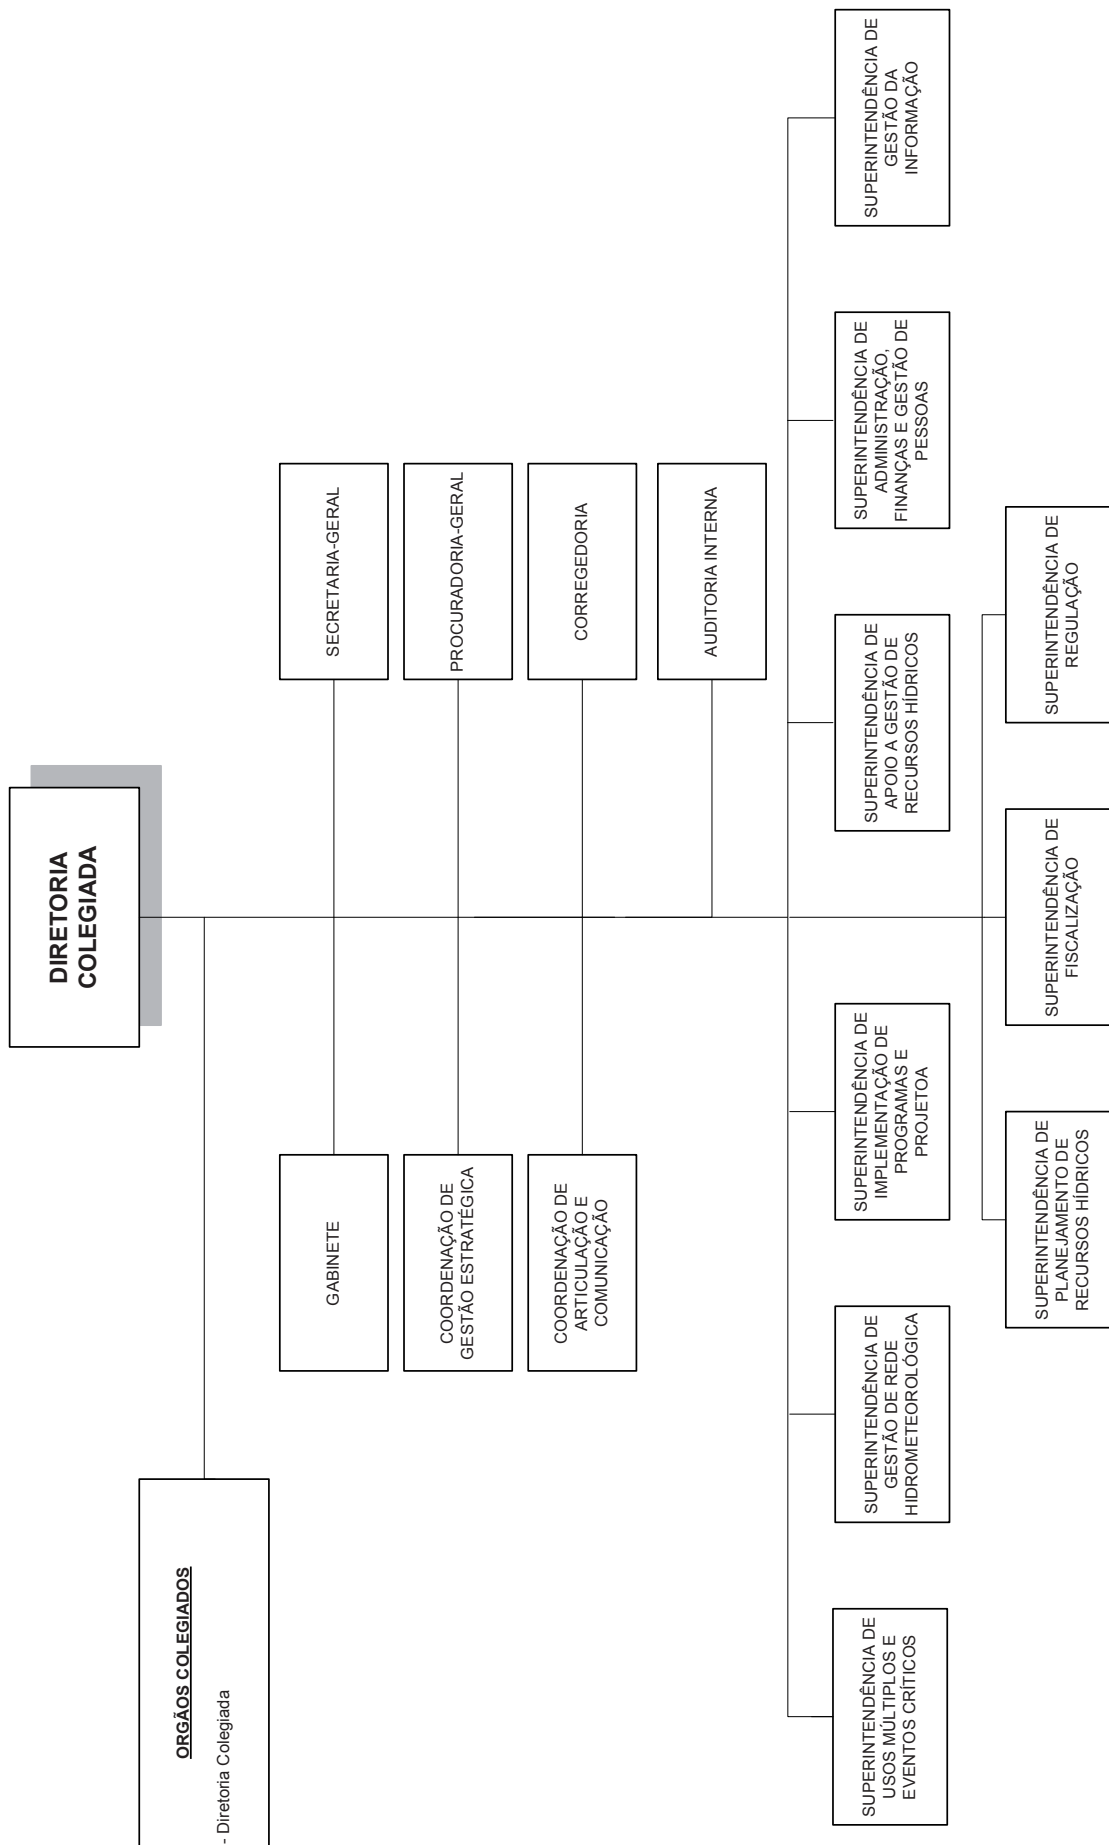 DIRETORIA
COLEGIADA
ORGÃOS COLEGIADOS
- Diretoria Colegiada
GABINETE
SECRETARIA-GERAL
COORDENAÇÃO DE
GESTÃO ESTRATÉGICA
PROCURADORIA-GERAL
COORDENAÇÃO DE
ARTICULAÇÃO E
COMUNICAÇÃO
CORREGEDORIA
AUDITORIA INTERNA
SUPERINTENDÊNCIA DE
USOS MÚLTIPLOS E
EVENTOS CRÍTICOS
SUPERINTENDÊNCIA DE
GESTÃO DE REDE
HIDROMETEOROLÓGICA
SUPERINTENDÊNCIA DE
IMPLEMENTAÇÃO DE
PROGRAMAS E
PROJETOA
SUPERINTENDÊNCIA DE
APOIO A GESTÃO DE
RECURSOS HÍDRICOS
SUPERINTENDÊNCIA DE
ADMINISTRAÇÃO,
FINANÇAS E GESTÃO DE
PESSOAS
SUPERINTENDÊNCIA DE
GESTÃO DA
INFORMAÇÃO
SUPERINTENDÊNCIA DE
PLANEJAMENTO DE
RECURSOS HÍDRICOS
SUPERINTENDÊNCIA DE
FISCALIZAÇÃO
SUPERINTENDÊNCIA DE
REGULAÇÃO